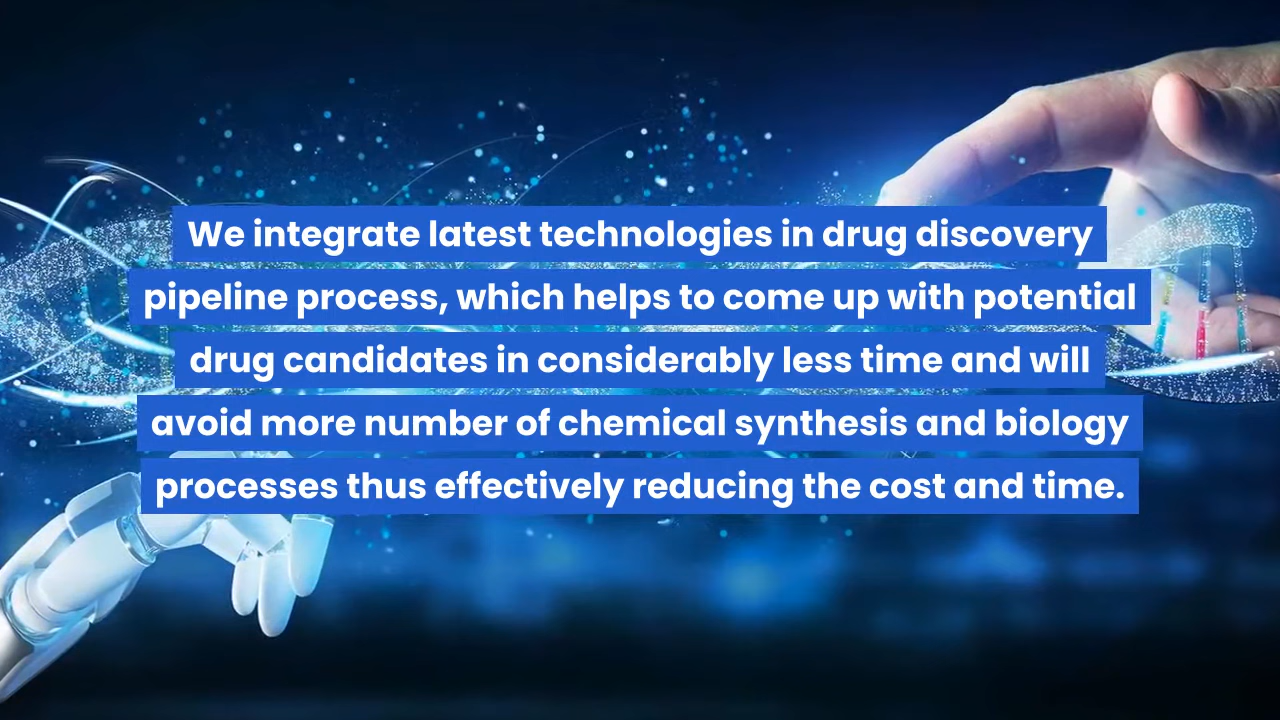 We integrate latest technologies in drug discovery
pipeline process, which helps to come up with potential
drug candidates in considerably less time and will
avoid more number of chemical synthesis and biology
processes thus effectively reducing the cost and time.